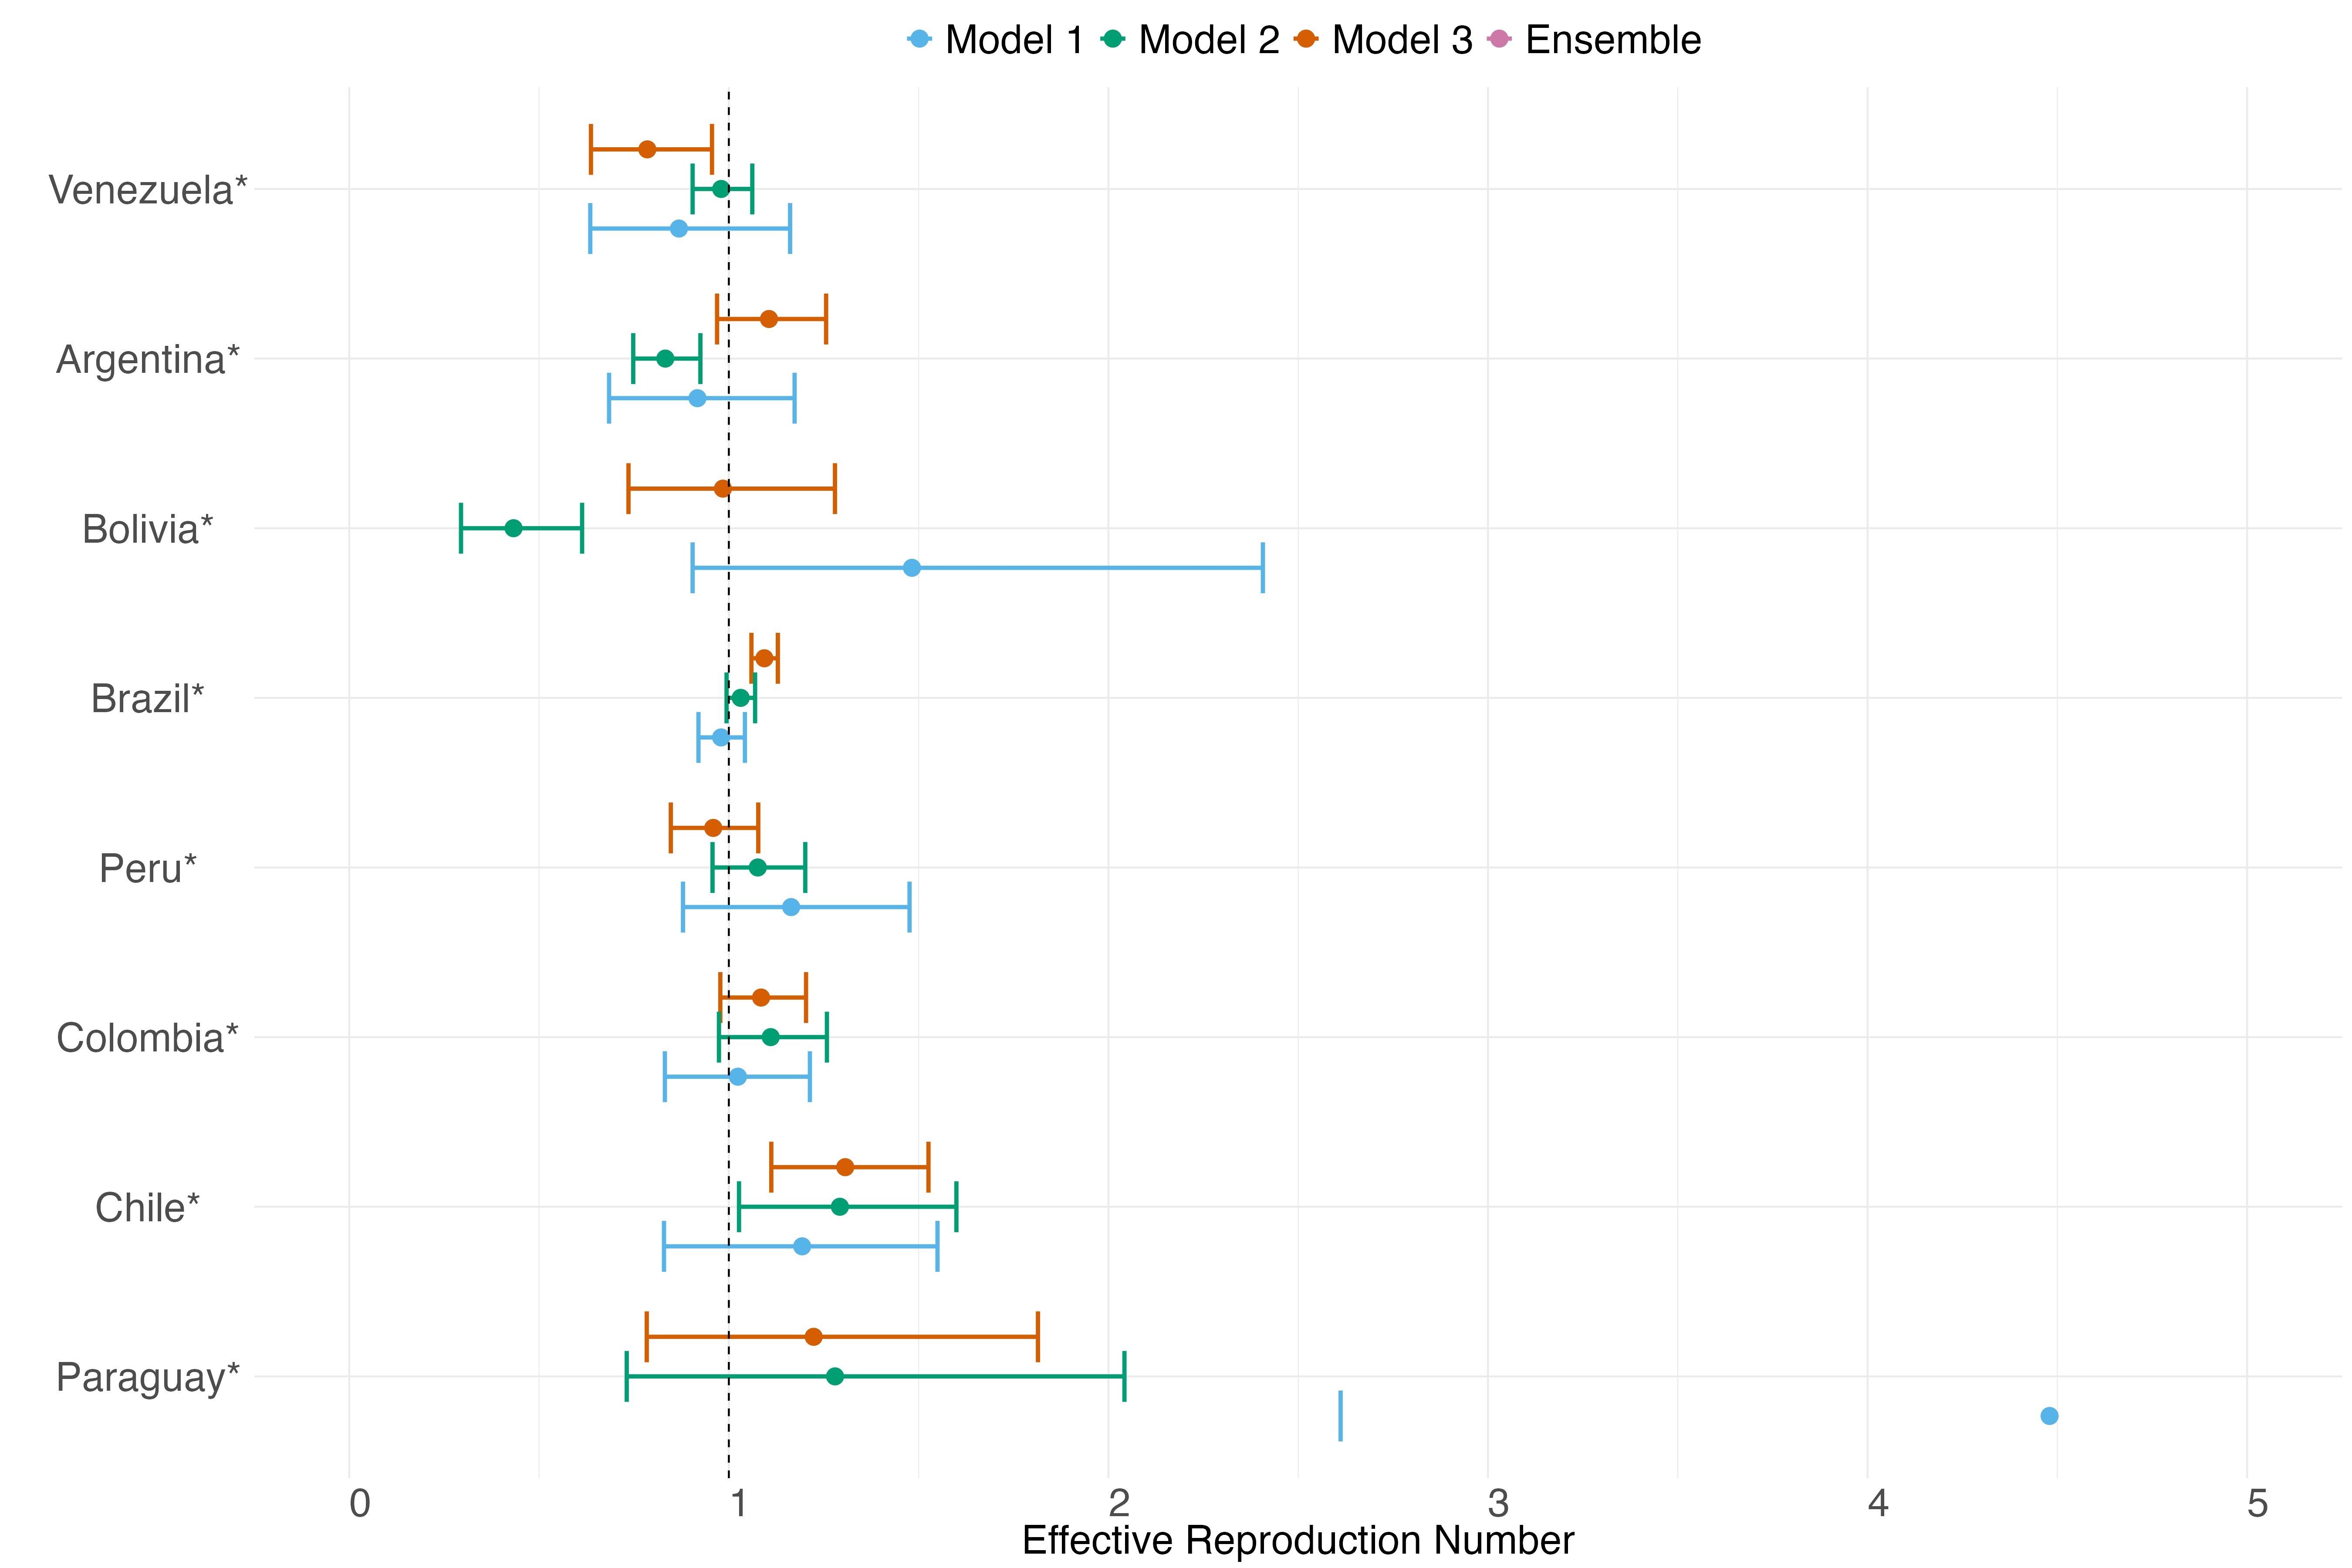 Model 1 Model 2 Model 3 Ensemble
Venezuela*
Argentina*
Bolivia*
Brazil*
Peru*
Colombia*
Chile*
Paraguay*
0 1 2 3 4 5
Effective Reproduction Number